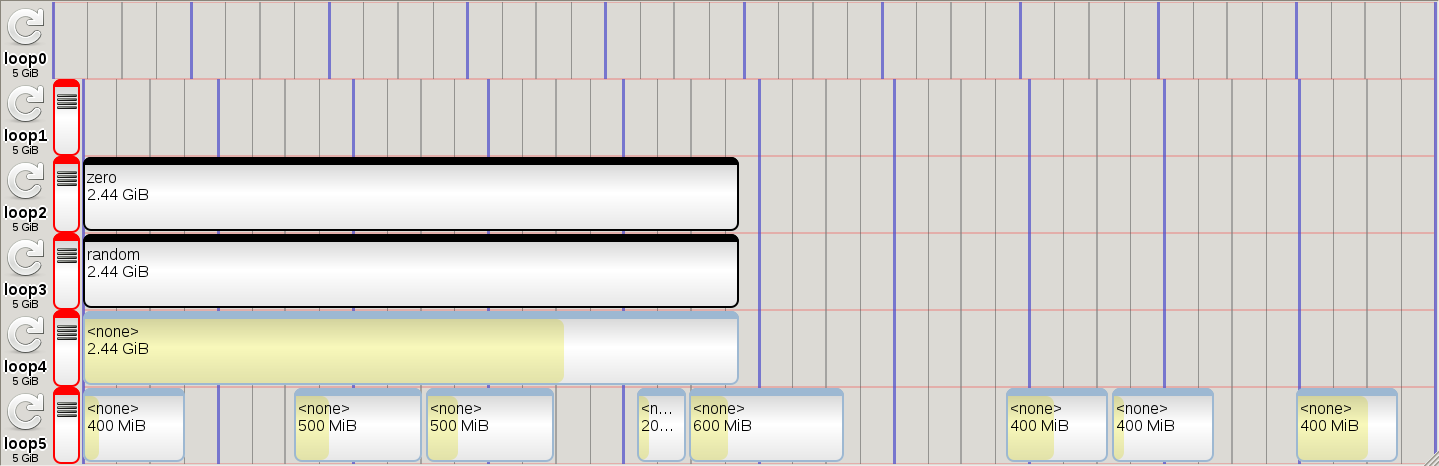 loop0
5 GiB
loop1
5 GiB
zero
2.44 GiB
loop2
5 GiB
random
2.44 GiB
loop3
5 GiB
<none>
2.44 GiB
loop4
5 GiB
<none>
400 MiB
<none>
500 MiB
<none>
500 MiB
<n...
20...
<none>
600 MiB
<none>
400 MiB
<none>
400 MiB
<none>
400 MiB
loop5
5 GiB